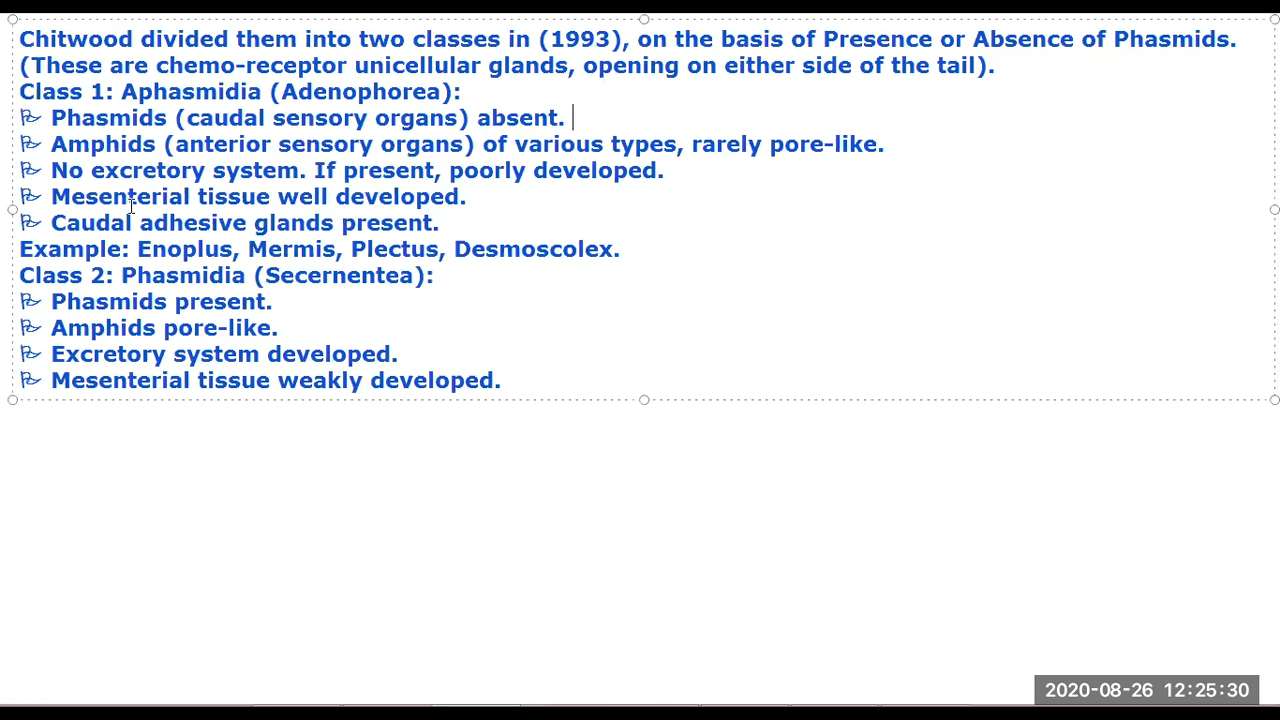 Chitwood divided them into two classes in (1993), on the basis of Presence or Absence of Phasmids.
(These are chemo-receptor unicellular glands, opening on either side of the tail).
Class 1: Aphasmidia (Adenophorea):
Phasmids (caudal sensory organs) absent.
Amphids (anterior sensory organs) of various types, rarely pore-like.
No excretory system. If present, poorly developed.
Mesenterial tissue well developed.
Caudal adhesive glands present.
Example: Enoplus, Mermis, Plectus, Desmoscolex.
Class 2: Phasmidia (Secernentea):
Phasmids present.
Amphids pore-like.
Excretory system developed.
Mesenterial tissue weakly developed.
2020-08-26 12:25:30